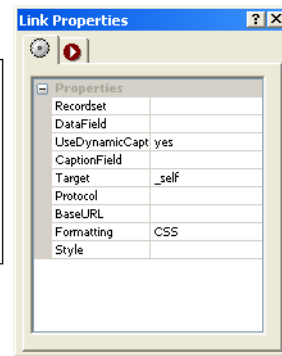 Link Properties
Properties
Recordset
DataField
UseDynamicCapt yes
CaptionField
Target _self
Protocol
BaseURL
Formatting CSS
Style